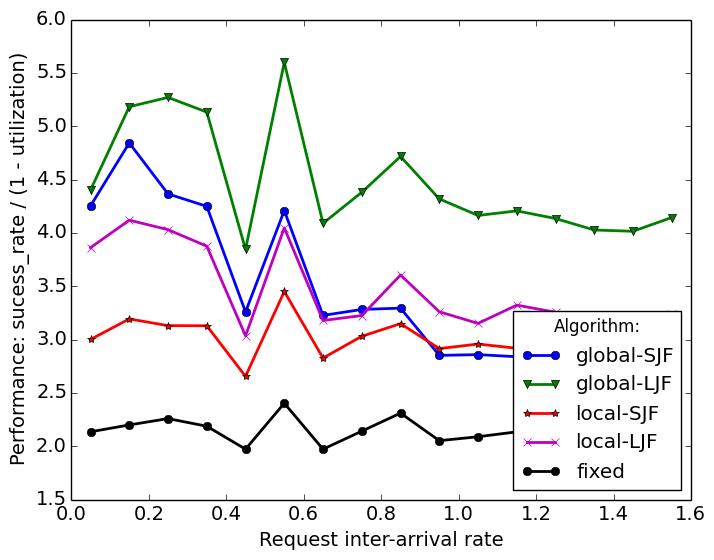 6.0
5.5
5.0
4.5
4.0
3.5
3.0
2.5
2.0
1.5
Performance: sucess_rate / (1 - utilization)
0.0 0.2 0.4 0.6 0.8 1.0 1.2 1.4 1.6
Request inter-arrival rate
Algorithm:
global-SJF
global-LJF
local-SJF
local-LJF
fixed